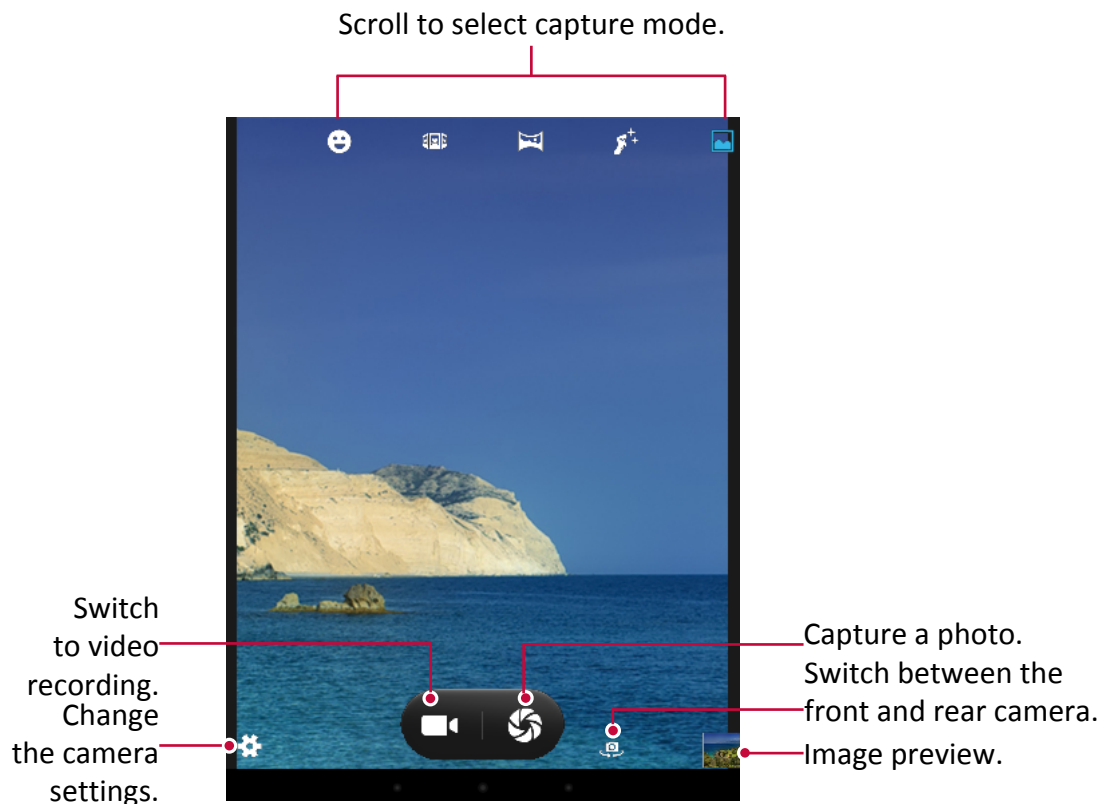 Scroll to select capture mode.
Switch
to video
recording.
Change
the camera
settings.
Capture a photo.
Switch between the
front and rear camera.
Image preview.